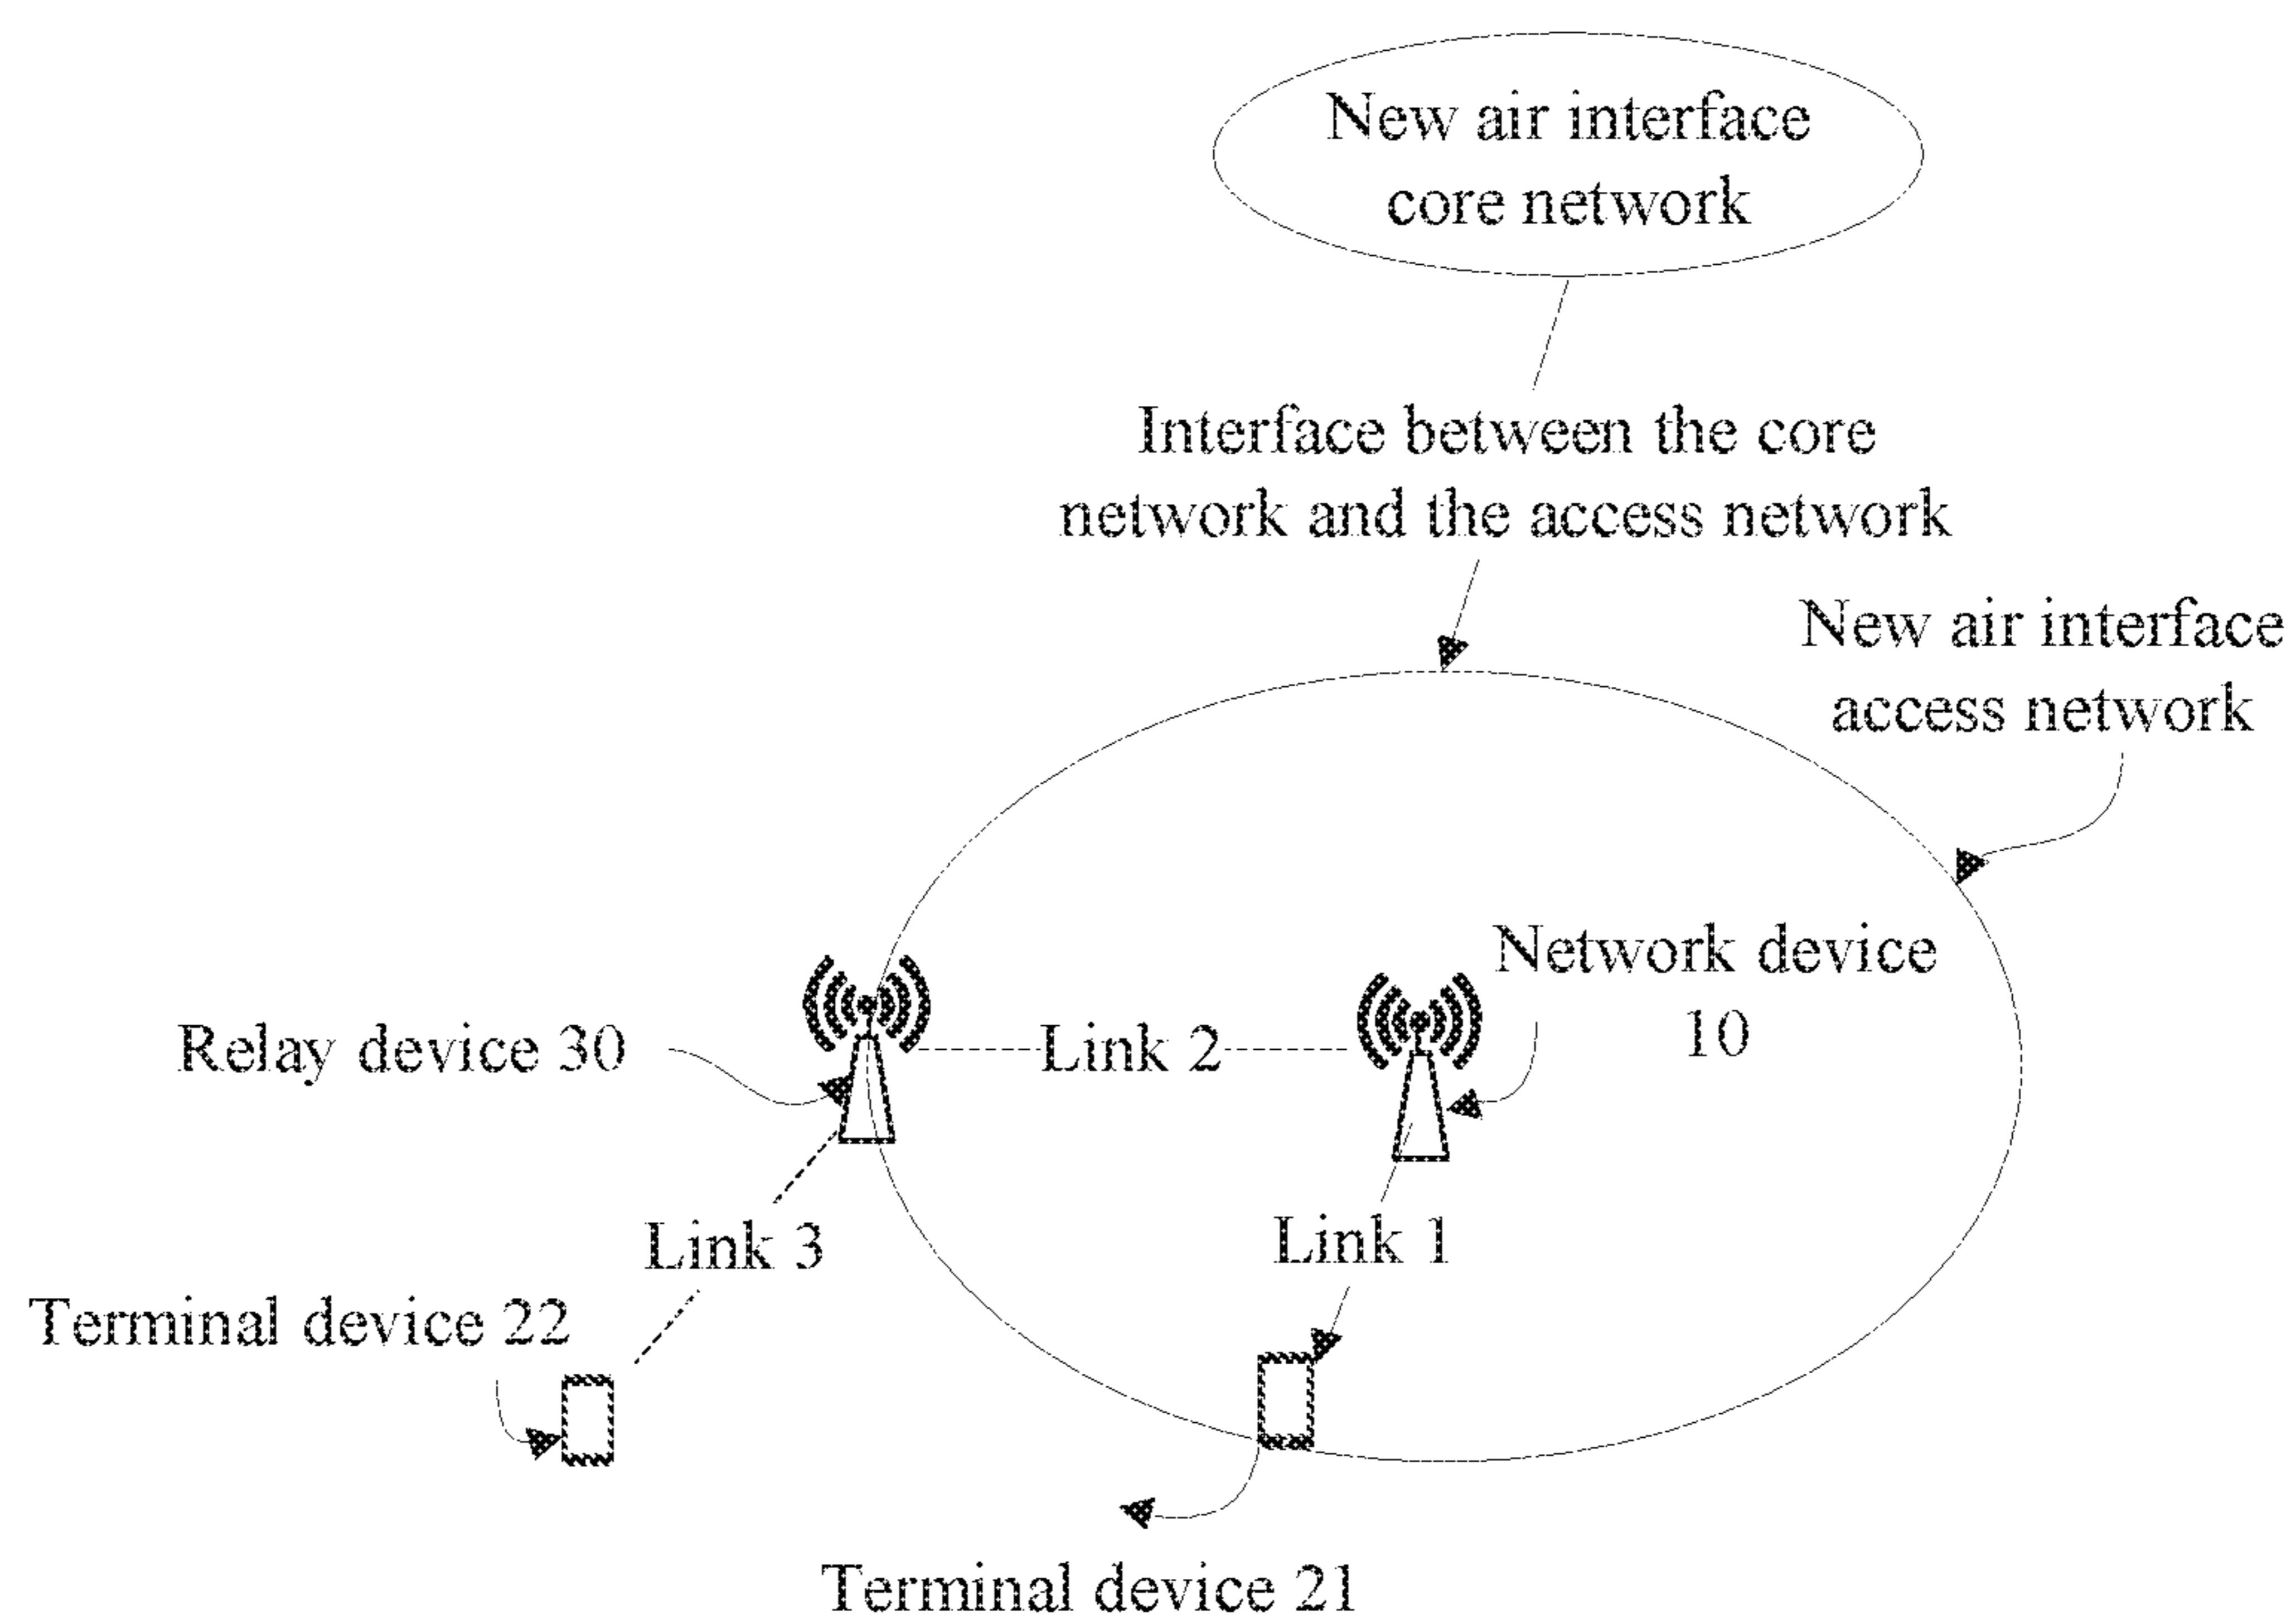 New air interface
core network
Interface between the core
network and the access network
New air interface
access network
Network device
10
Relay device 30
Link 2
Link 3
Link 1
Terminal device 22
Terminal device 21